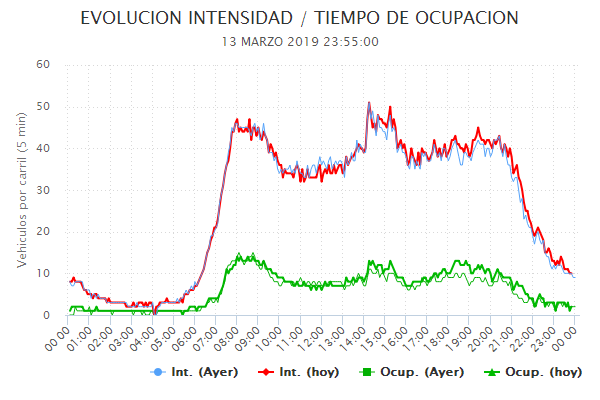 EVOLUCION INTENSIDAD / TIEMPO DE OCUPACION
13 MARZO 2019 23:55:00
Vehiculos por carril (5 min)
60
50
40
30
20
10
0
00:00 01:00 02:00 03:00 04:00 05:00 06:00 07:00 08:00 09:00 10:00 11:00 12:00 13:00 14:00 15:00 16:00 17:00 18:00 19:00 20:00 21:00 22:00 23:00 00:00
Int. (Ayer) Int. (hoy) Ocup. (Ayer) Ocup. (hoy)